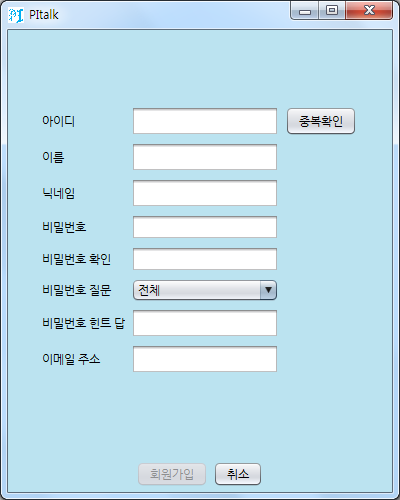 PItalk
아이디
중복확인
이름
닉네임
비밀번호
비밀번호 확인
비밀번호 질문
전체
비밀번호 힌트 답
이메일 주소
회원가입
취소